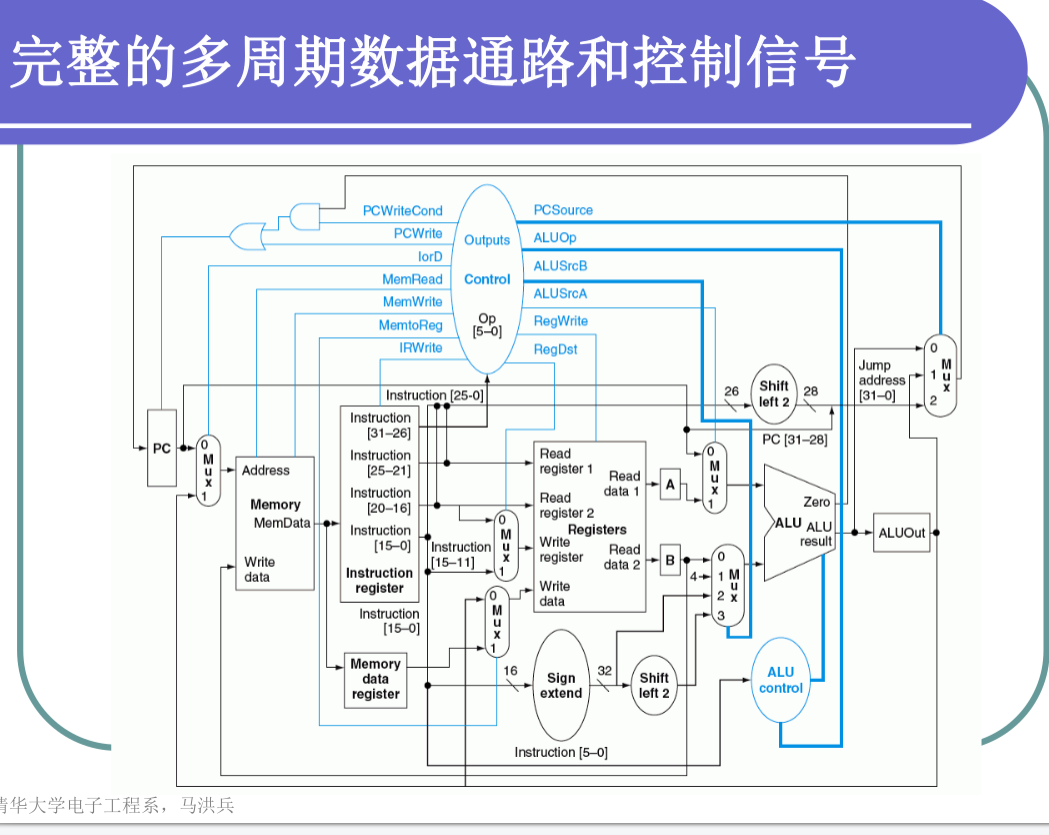 完整的多周期数据通路和控制信号
PCWriteCond
PCWrite
IorD
MemRead
MemWrite
MemtoReg
IRWrite
Outputs
Control
Op
[5–0]
PCSource
ALUOp
ALUSrcB
ALUSrcA
RegWrite
RegDst
Instruction [25-0]
26
Shift
left 2
28
Jump
address
[31–0]
0
1
2
M
u
x
PC [31–28]
PC
0
M
u
x
1
Address
Memory
MemData
Write
data
Instruction
[31–26]
Instruction
[25–21]
Instruction
[20–16]
Instruction
[15–0]
Instruction
register
Instruction
[15–0]
Memory
data
register
Instruction
[15–11]
0
M
u
x
1
0
M
u
x
1
Read
register 1
Read
register 2
Registers
Write
register
Write
data
Read
data 1
Read
data 2
A
B
0
M
u
x
1
4
0
1
2
3
M
u
x
Zero
ALU
ALU
result
ALUOut
16
Sign
extend
32
Shift
left 2
ALU
control
Instruction [5–0]
清华大学电子工程系，马洪兵